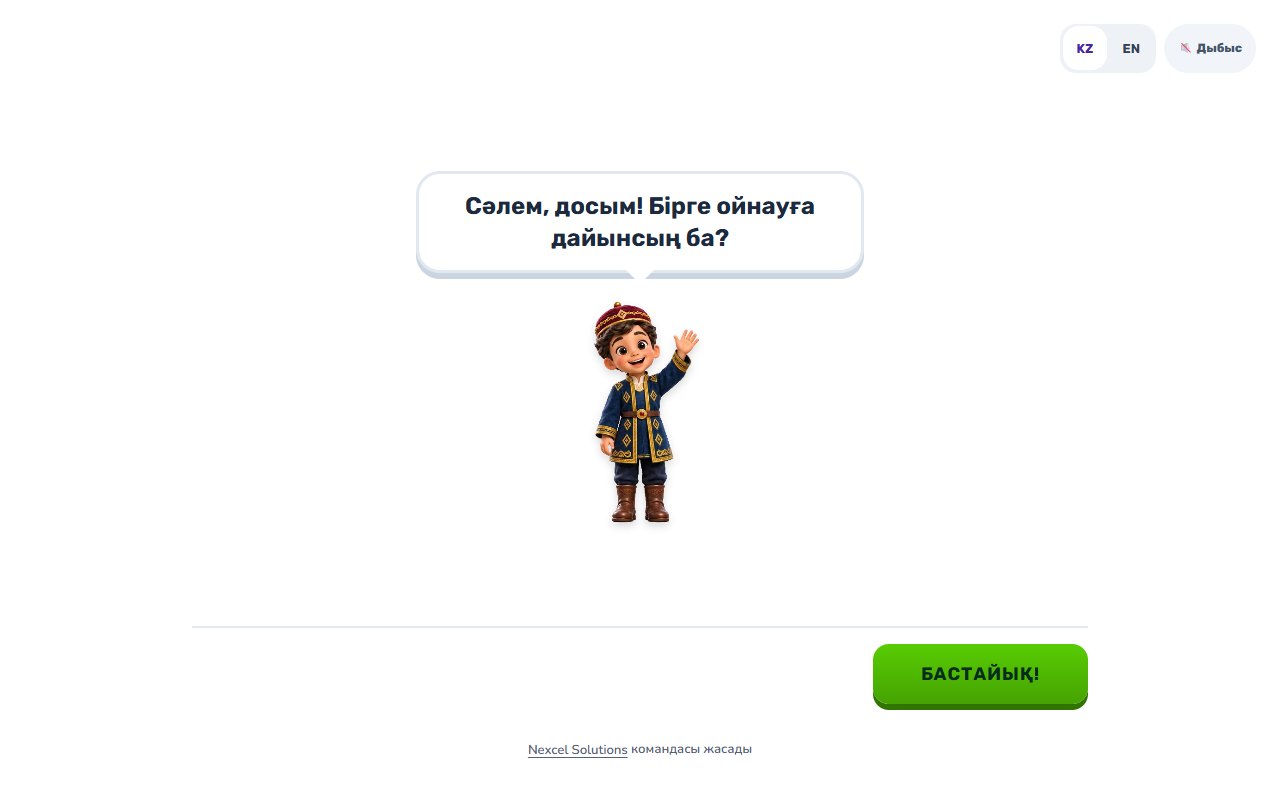 KZ EN Дыбыс
Сәлем, досым! Бірге ойнауға
дайынсың ба?
БАСТАЙЫҚ!
Nexcel Solutions командасы жасады